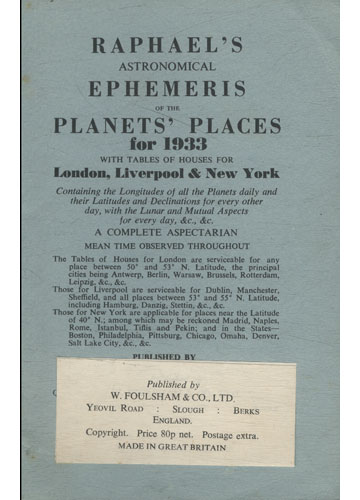 RAPHAEL'S
ASTRONOMICAL
EPHEMERIS
OF THE
PLANETS' PLACES
for 1933
WITH TABLES OF HOUSES FOR
London, Liverpool & New York
Containing the Longitudes of all the Planets daily and
their Latitudes and Declinations for every other
day, with the Lunar and Mutual Aspects
for every day, &c., &c.
A COMPLETE ASPECTARIAN
MEAN TIME OBSERVED THROUGHOUT
The Tables of Houses for London are serviceable for any
place between 50° and 53° N. Latitude, the principal
cities being Antwerp, Berlin, Warsaw, Brussels, Rotterdam,
Leipzig, &c., &c.
Those for Liverpool are serviceable for Dublin, Manchester,
Sheffield, and all places between 53° and 55° N. Latitude,
including Hamburg, Danzig, Stettin, &c., &c.
Those for New York are applicable for places near the Latitude
of 40° N.; among which may be reckoned Madrid, Naples,
Rome, Istanbul, Tiflis and Pekin; and in the States—
Boston, Philadelphia, Pittsburg, Chicago, Omaha, Denver,
Salt Lake City, &c., &c.
PUBLISHED BY
Published by
W. FOULSHAM & CO., LTD.
YEOVIL ROAD : SLOUGH : BERKS
ENGLAND.
Copyright. Price 80p net. Postage extra.
MADE IN GREAT BRITAIN